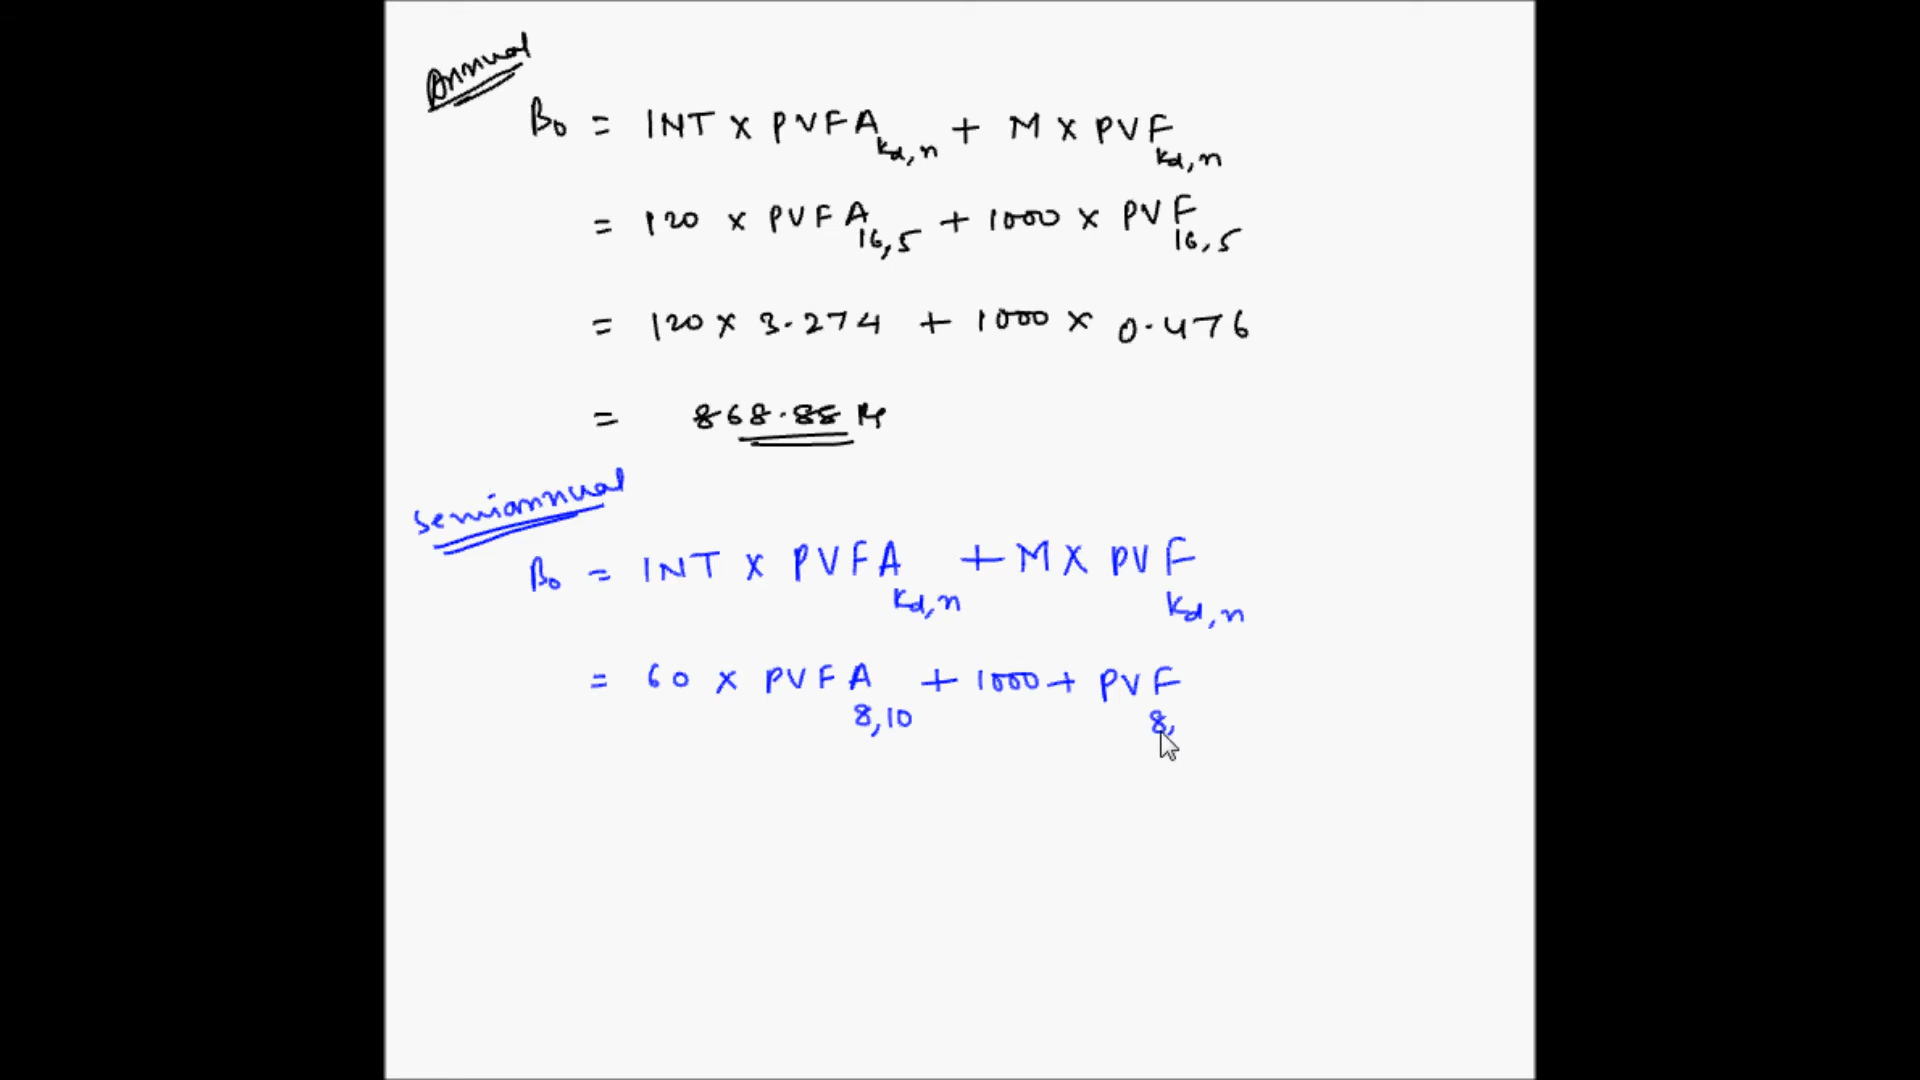 Annual
B₀ = INT × PVFA kd,n + M × PVF kd,n
= 120 × PVFA 16,5 + 1000 × PVF 16,5
= 120 × 3.274 + 1000 × 0.476
= 868.88
Semiannual
B₀ = INT × PVFA kd,n + M × PVF kd,n
= 60 × PVFA 8,10 + 1000 + PVF 8,